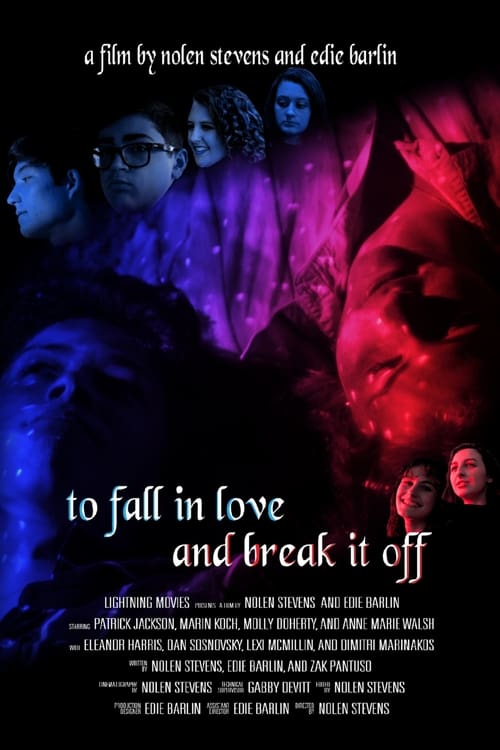 a film by nolen stevens and edie barlin
to fall in love
and break it off
LIGHTNING MOVIES PRESENTS A FILM BY NOLEN STEVENS AND EDIE BARLIN
STARRING PATRICK JACKSON, MARIN KOCH, MOLLY DOHERTY, AND ANNE MARIE WALSH
WITH ELEANOR HARRIS, DAN SOSNOVSKY, LEXI MCMILLIN, AND DIMITRI MARINAKOS
WRITTEN BY NOLEN STEVENS, EDIE BARLIN, AND ZAK PANTUSO
CINEMATOGRAPHY BY NOLEN STEVENS TECHNICAL SUPERVISOR GABBY DEVITT EDITED BY NOLEN STEVENS
PRODUCTION DESIGNER EDIE BARLIN ASSISTANT DIRECTOR EDIE BARLIN DIRECTED BY NOLEN STEVENS